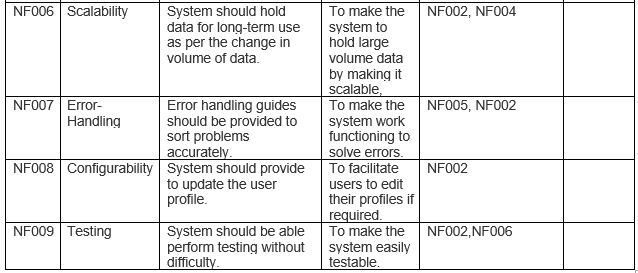 NF006 Scalability System should hold To make the NF002, NF004
data for long-term use system to
as per the change in hold large
volume of data. volume data
by making it
scalable,
NF007 Error- Error handling guides To make the NF005, NF002
Handling should be provided to system work
sort problems functioning to
accurately. solve errors.
NF008 Configurability System should provide To facilitate NF002
to update the user users to edit
profile. their profiles if
required.
NF009 Testing System should be able To make the NF002,NF006
perform testing without system easily
difficulty. testable.